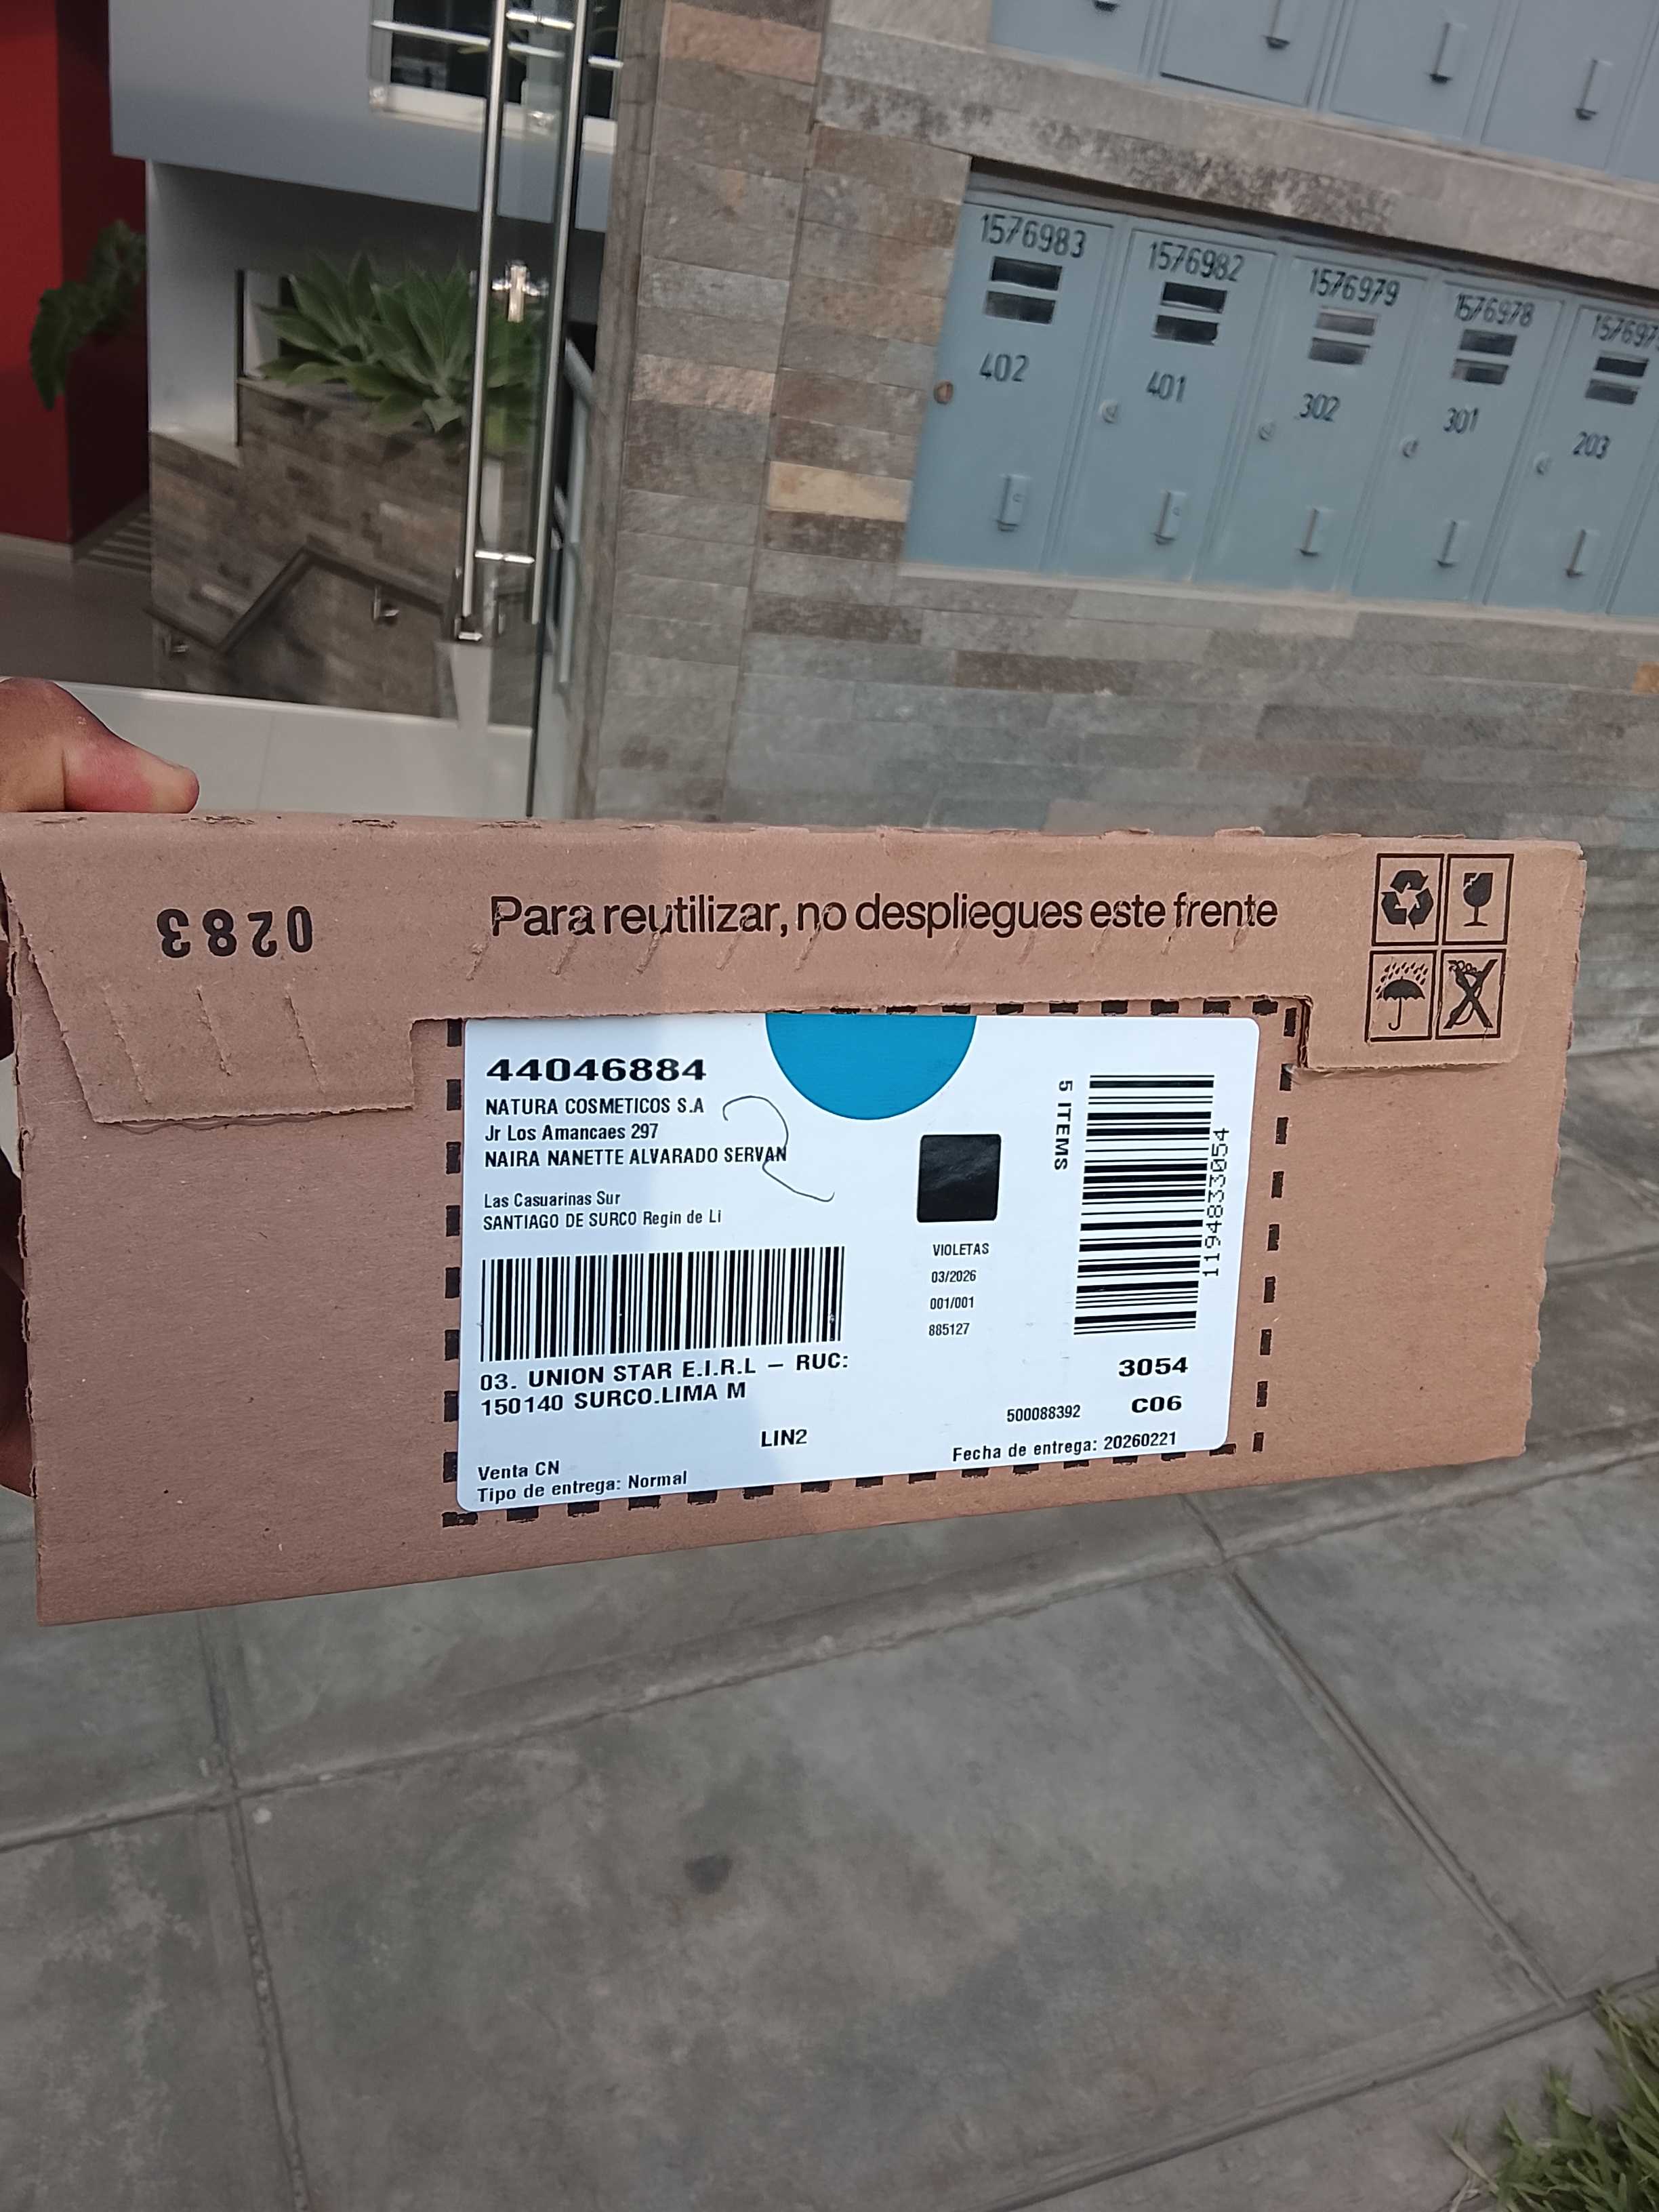 1576983
1576982
1576979
1576978
402
401
302
301
203
0283
Para reutilizar, no despliegues este frente
44046884
NATURA COSMETICOS S.A
Jr Los Amancaes 297
NAIRA NANETTE ALVARADO SERVAN
Las Casuarinas Sur
SANTIAGO DE SURCO Regin de Li
5 ITEMS
1194833054
VIOLETAS
03/2026
001/001
885127
03. UNION STAR E.I.R.L – RUC:
150140 SURCO.LIMA M
LIN2
3054
500088392
C06
Fecha de entrega: 20260221
Venta CN
Tipo de entrega: Normal